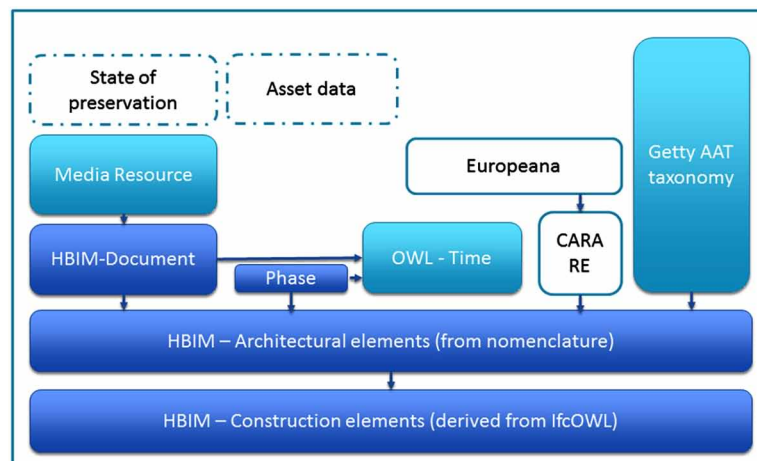 State of
preservation
Asset data
Media Resource
Europeana
Getty AAT
taxonomy
HBIM-Document
OWL - Time
CARA
RE
Phase
HBIM – Architectural elements (from nomenclature)
HBIM – Construction elements (derived from IfcOWL)